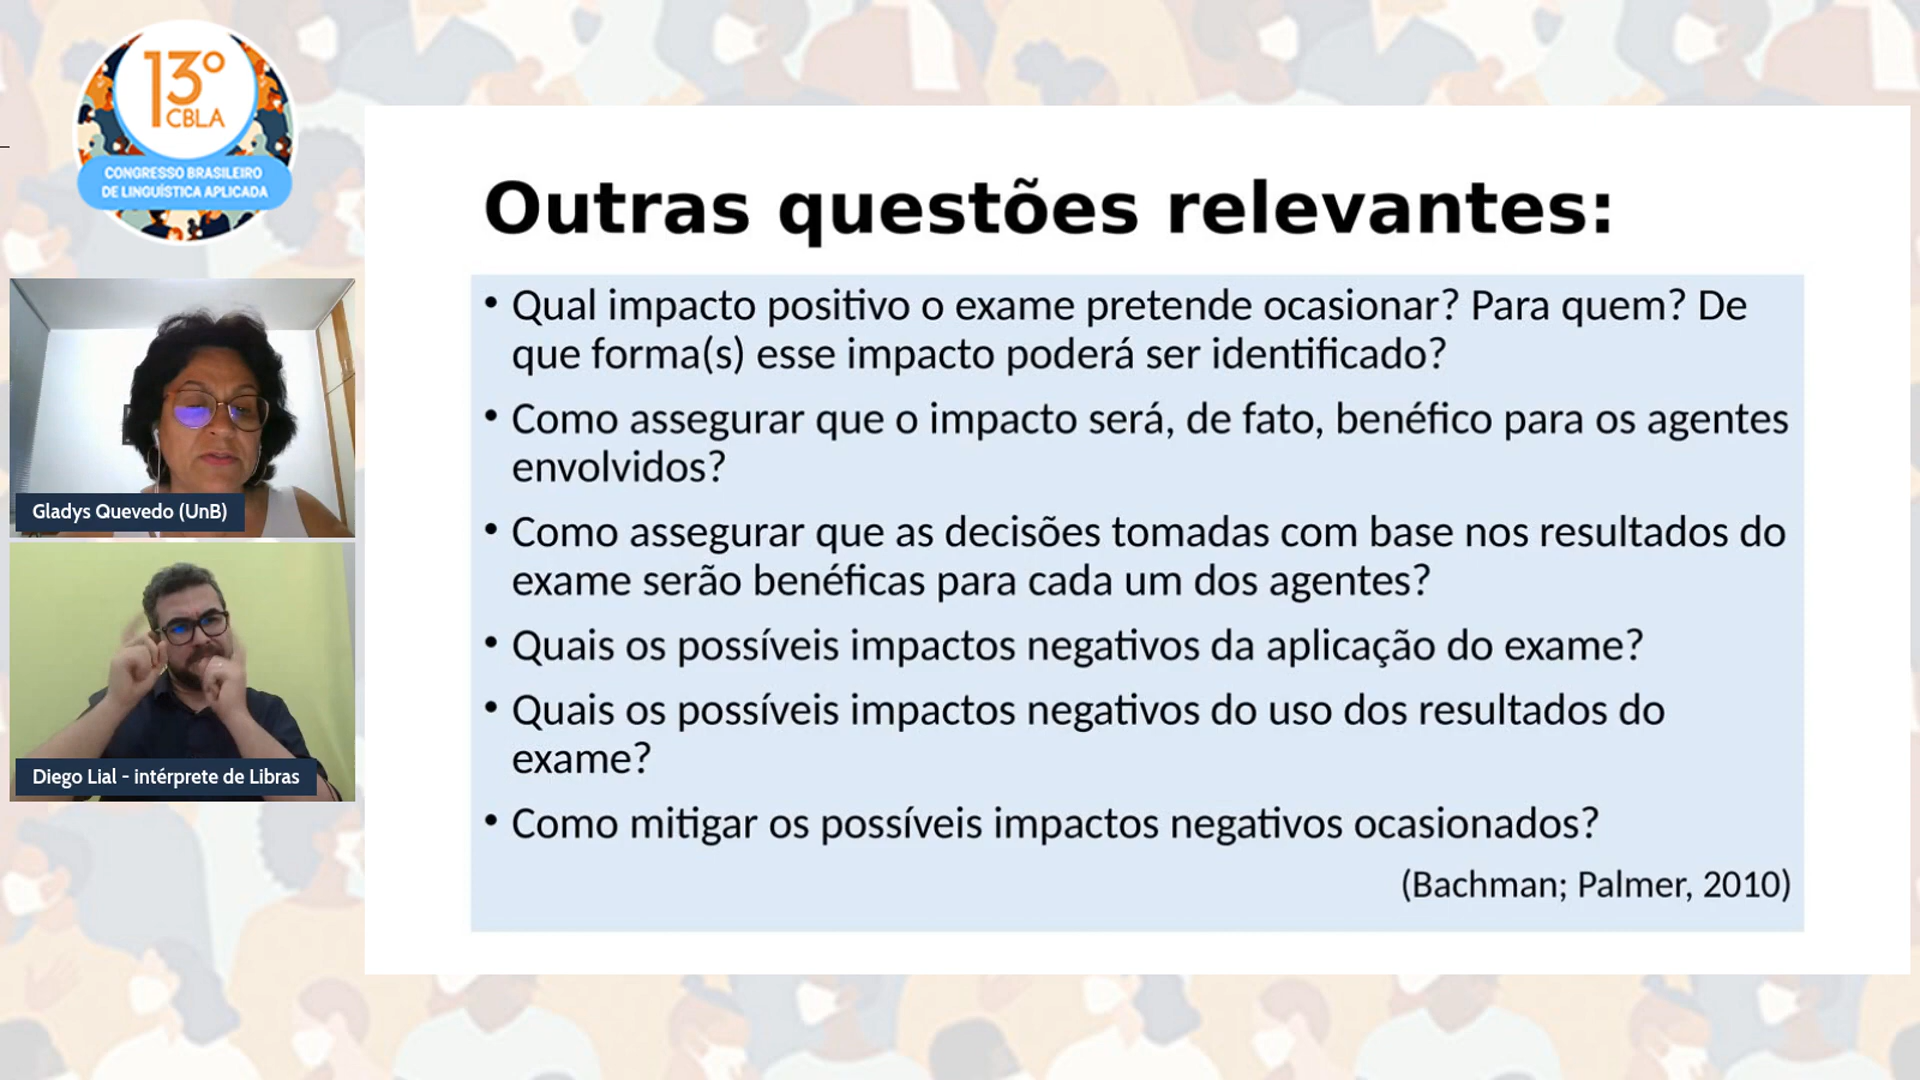 13º
CBLA
CONGRESSO BRASILEIRO
DE LINGUÍSTICA APLICADA
Gladys Quevedo (UnB)
Diego Lial - intérprete de Libras
Outras questões relevantes:
• Qual impacto positivo o exame pretende ocasionar? Para quem? De
que forma(s) esse impacto poderá ser identificado?
• Como assegurar que o impacto será, de fato, benéfico para os agentes
envolvidos?
• Como assegurar que as decisões tomadas com base nos resultados do
exame serão benéficas para cada um dos agentes?
• Quais os possíveis impactos negativos da aplicação do exame?
• Quais os possíveis impactos negativos do uso dos resultados do
exame?
• Como mitigar os possíveis impactos negativos ocasionados?
(Bachman; Palmer, 2010)